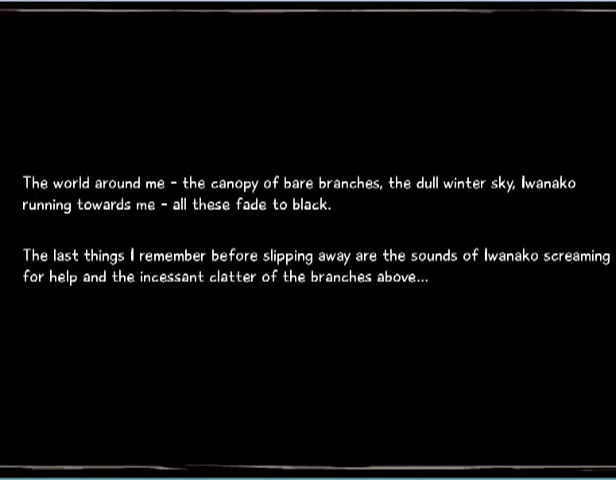 The world around me - the canopy of bare branches, the dull winter sky, Iwanako
running towards me - all these fade to black.
The last things I remember before slipping away are the sounds of Iwanako screaming
for help and the incessant clatter of the branches above...